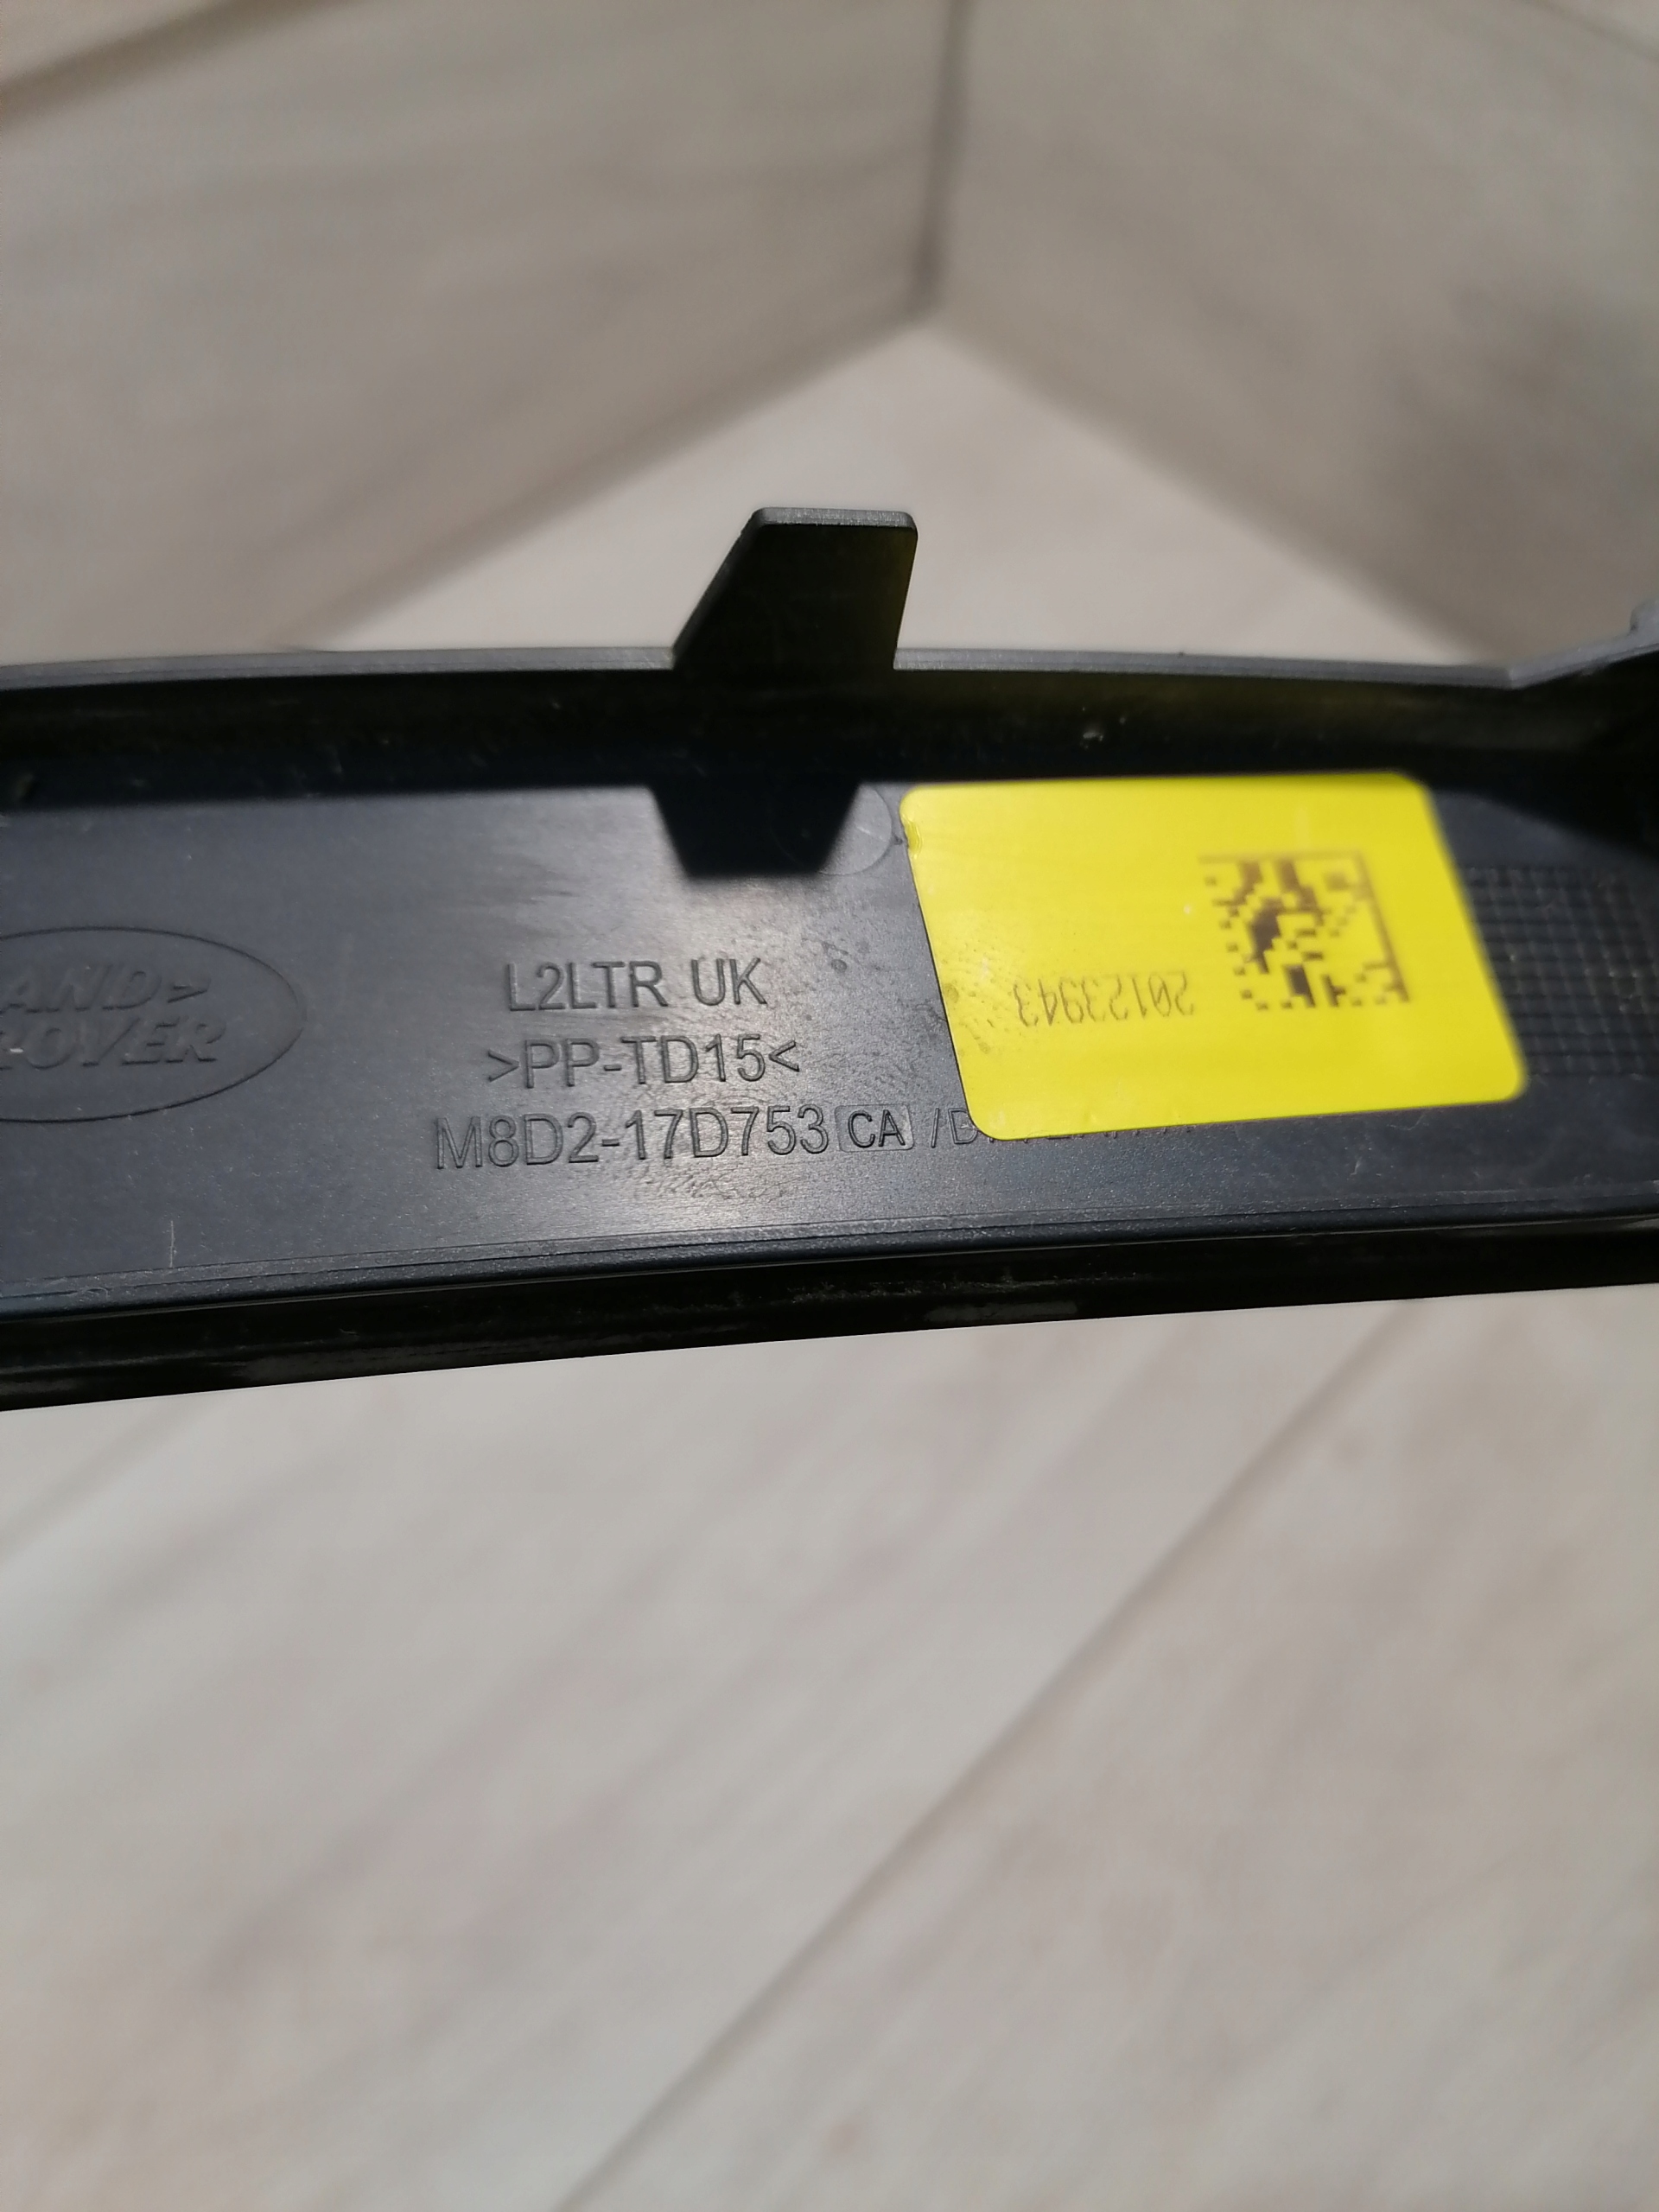 LAND
ROVER
L2LTR UK
>PP-TD15<
M8D2-17D753 CA /
20123943